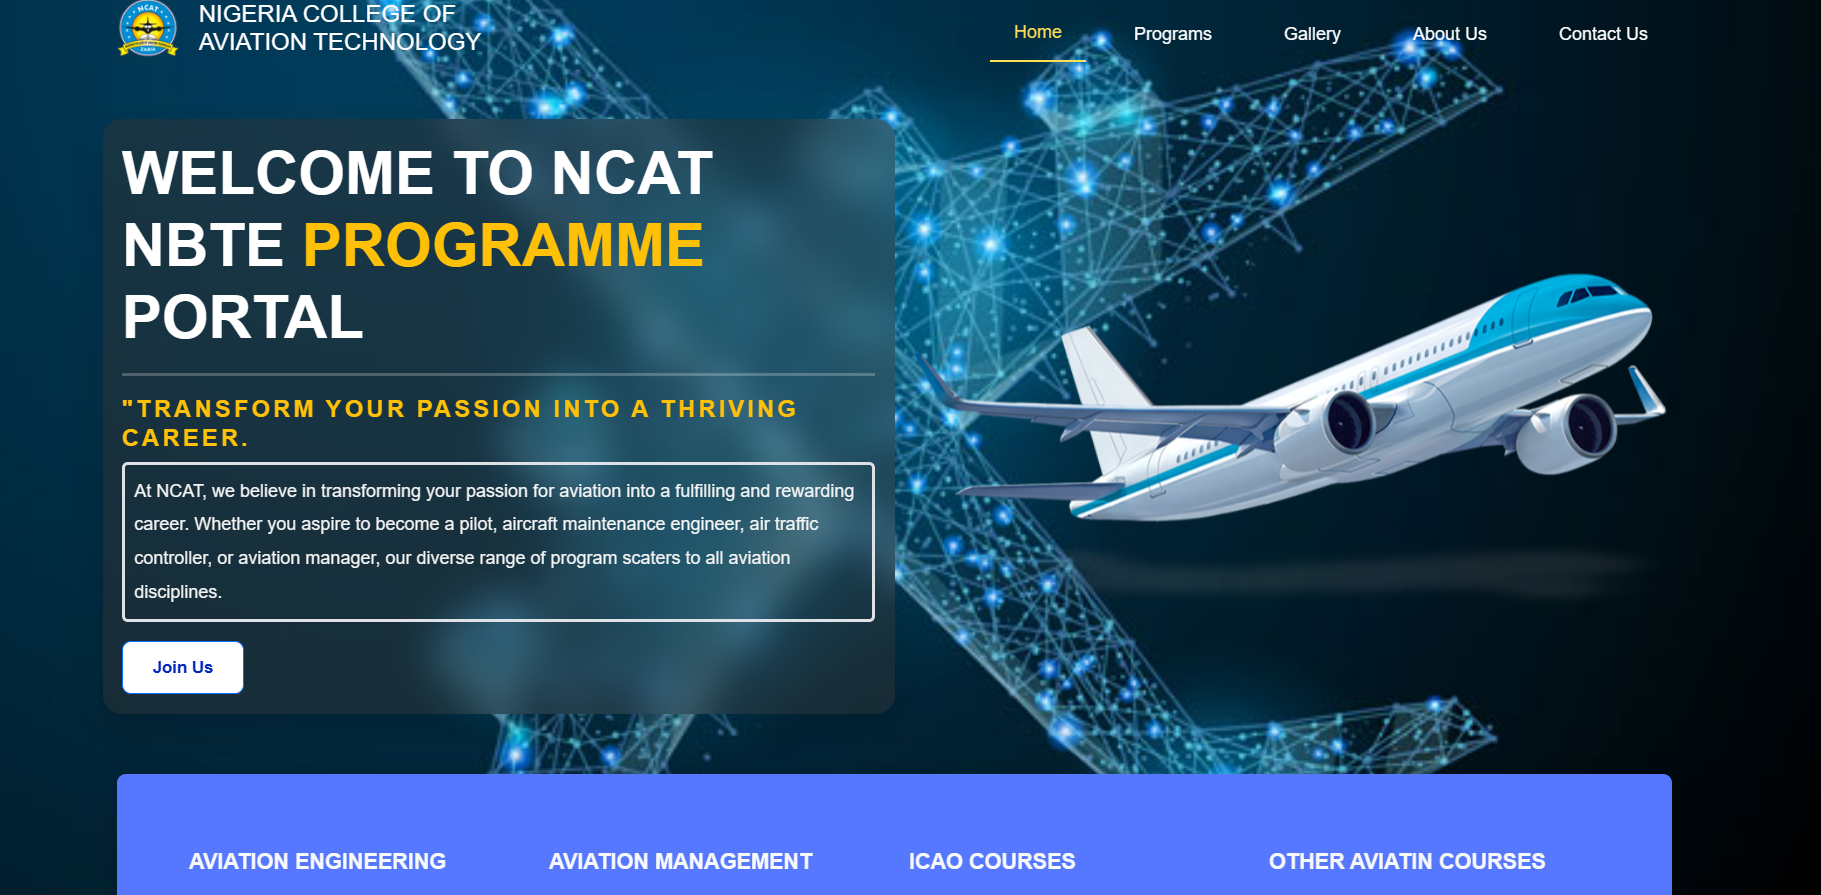 NCAT
ZARIA
NIGERIA COLLEGE OF
AVIATION TECHNOLOGY
Home
Programs
Gallery
About Us
Contact Us
WELCOME TO NCAT
NBTE PROGRAMME
PORTAL
"TRANSFORM YOUR PASSION INTO A THRIVING
CAREER.
At NCAT, we believe in transforming your passion for aviation into a fulfilling and rewarding
career. Whether you aspire to become a pilot, aircraft maintenance engineer, air traffic
controller, or aviation manager, our diverse range of program scaters to all aviation
disciplines.
Join Us
AVIATION ENGINEERING
AVIATION MANAGEMENT
ICAO COURSES
OTHER AVIATIN COURSES